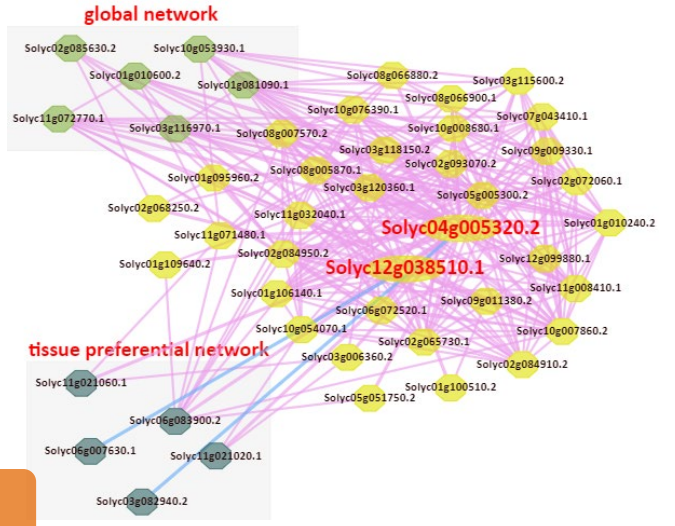 global network
Solyc02g085630.2
Solyc10g053930.1
Solyc01g010600.2
Solyc01g081090.1
Solyc11g072770.1
Solyc03g116970.1
Solyc08g066880.2
Solyc03g115600.2
Solyc08g066900.1
Solyc10g076390.1
Solyc07g043410.1
Solyc08g007570.2
Solyc10g008680.1
Solyc03g118150.2
Solyc09g009330.1
Solyc02g093070.2
Solyc08g005870.1
Solyc01g095960.2
Solyc03g120360.1
Solyc02g072060.1
Solyc05g005300.2
Solyc02g068250.2
Solyc11g032040.1
Solyc01g010240.2
Solyc04g005320.2
Solyc11g071480.1
Solyc02g084950.2
Solyc12g099880.1
Solyc01g109640.2
Solyc12g038510.1
Solyc11g008410.1
Solyc01g106140.1
Solyc09g011380.2
Solyc06g072520.1
Solyc10g054070.1
Solyc10g007860.2
Solyc02g065730.1
tissue preferential network
Solyc03g006360.2
Solyc02g084910.2
Solyc11g021060.1
Solyc01g100510.2
Solyc05g051750.2
Solyc06g083900.2
Solyc06g007630.1
Solyc11g021020.1
Solyc03g082940.2